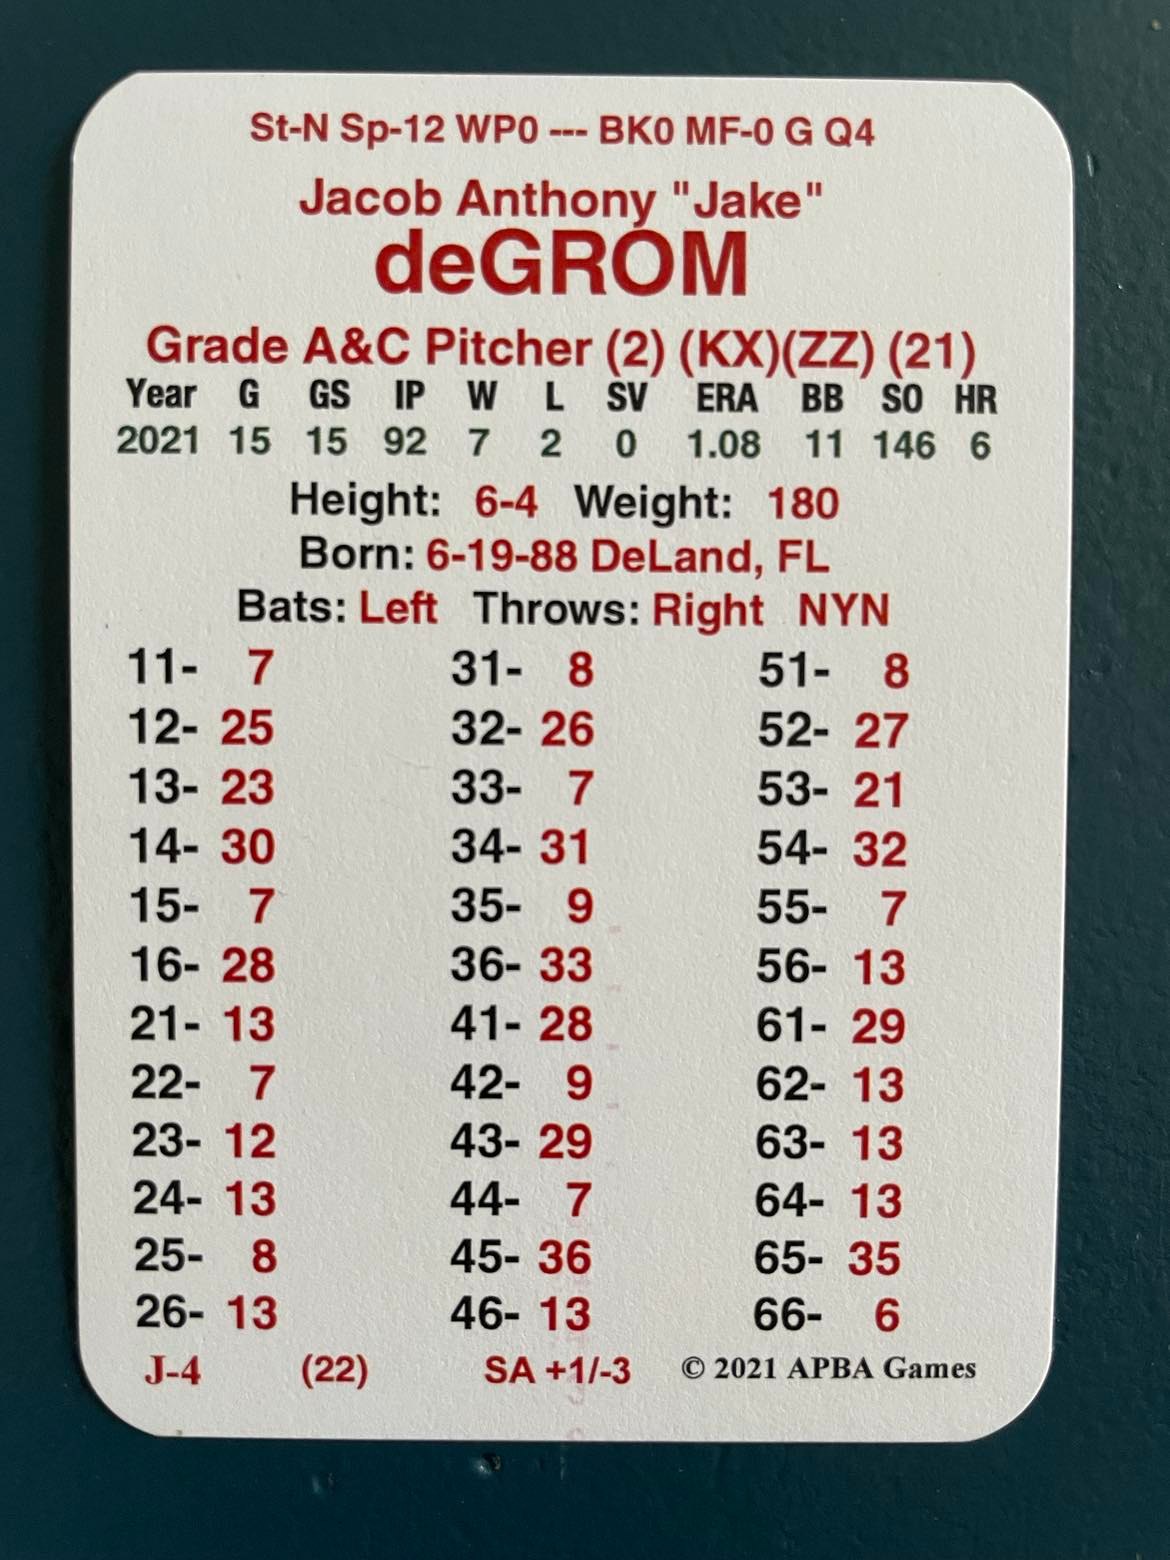 St-N Sp-12 WP0 --- BK0 MF-0 G Q4
Jacob Anthony "Jake"
deGROM
Grade A&C Pitcher (2) (KX)(ZZ) (21)
Year G GS IP W L SV ERA BB SO HR
2021 15 15 92 7 2 0 1.08 11 146 6
Height: 6-4 Weight: 180
Born: 6-19-88 DeLand, FL
Bats: Left Throws: Right NYN
11- 7 31- 8 51- 8
12- 25 32- 26 52- 27
13- 23 33- 7 53- 21
14- 30 34- 31 54- 32
15- 7 35- 9 55- 7
16- 28 36- 33 56- 13
21- 13 41- 28 61- 29
22- 7 42- 9 62- 13
23- 12 43- 29 63- 13
24- 13 44- 7 64- 13
25- 8 45- 36 65- 35
26- 13 46- 13 66- 6
J-4 (22) SA +1/-3 © 2021 APBA Games